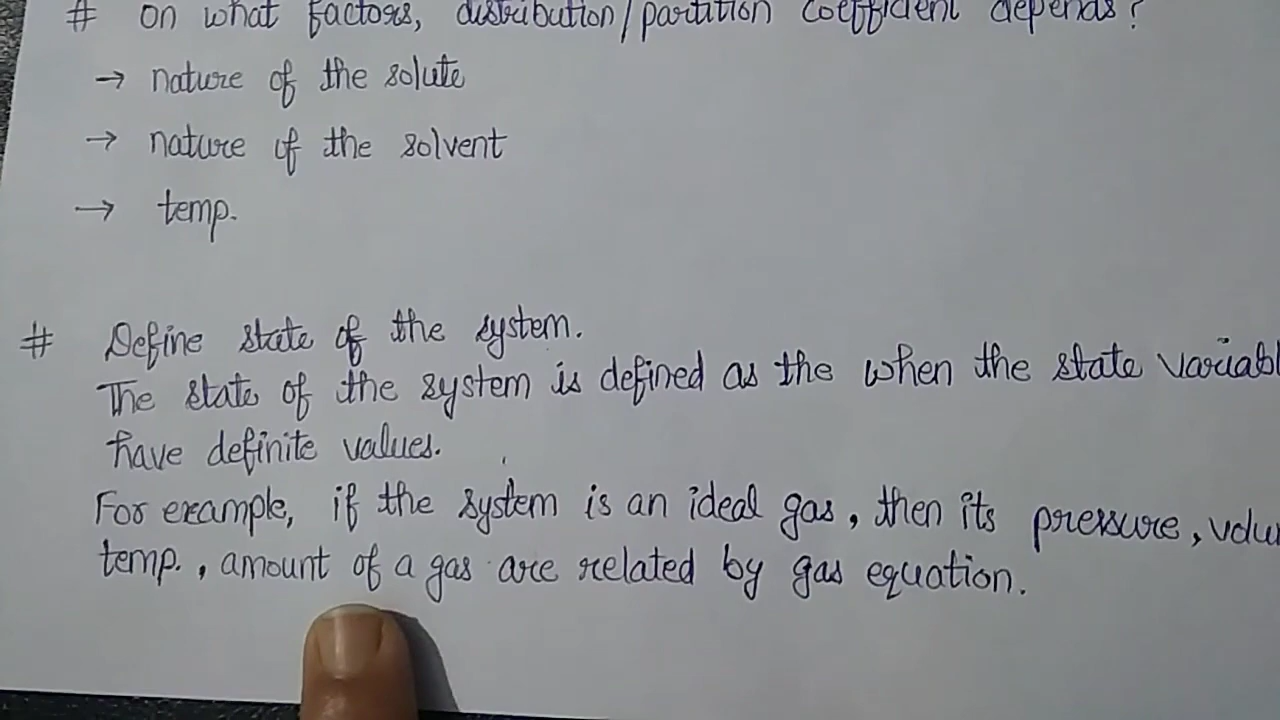 # On what factors, distribution/partition coefficient depends?
→ nature of the solute
→ nature of the solvent
→ temp.
# Define state of the system.
The state of the system is defined as the when the state variabl
have definite values.
For example, if the system is an ideal gas, then its pressure, volu
temp., amount of a gas are related by gas equation.